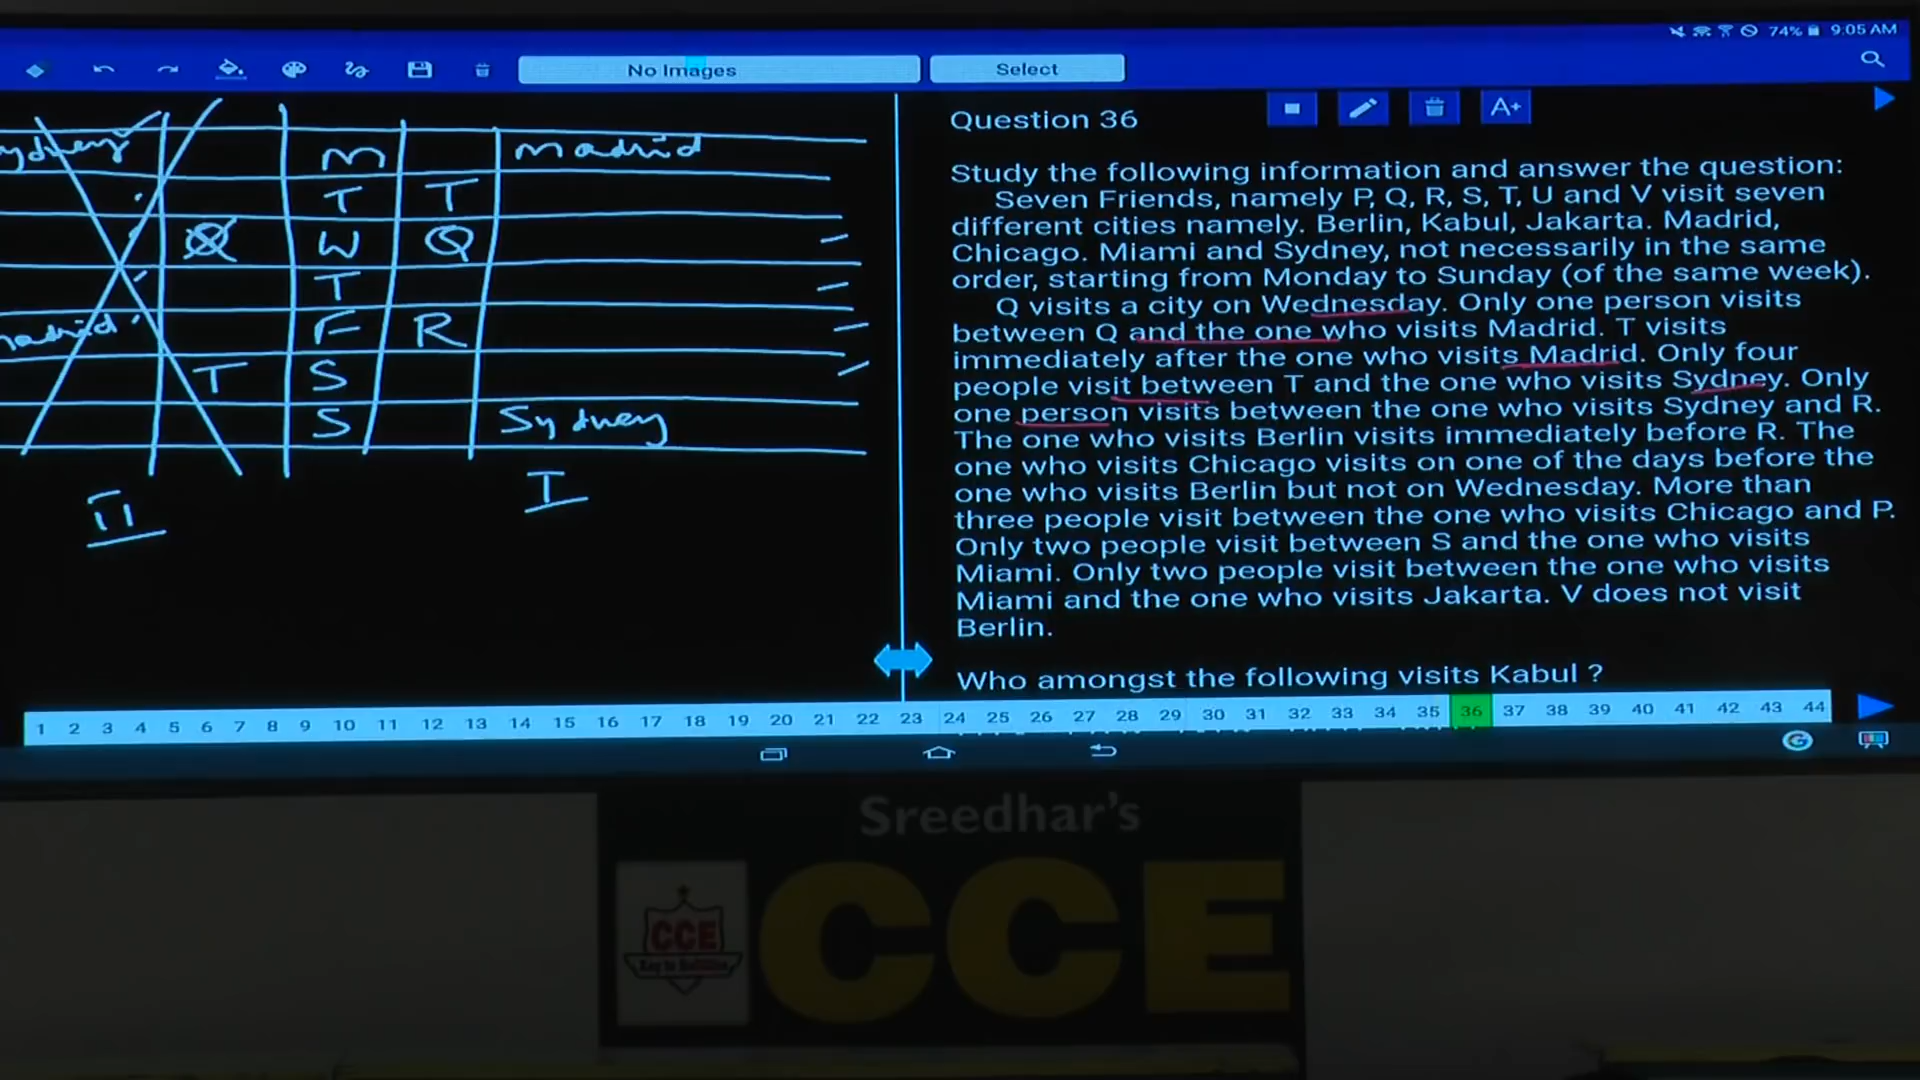 74% 9:05 AM
No Images
Select
A+
Question 36
Study the following information and answer the question:
Seven Friends, namely P, Q, R, S, T, U and V visit seven
different cities namely. Berlin, Kabul, Jakarta. Madrid,
Chicago. Miami and Sydney, not necessarily in the same
order, starting from Monday to Sunday (of the same week).
Q visits a city on Wednesday. Only one person visits
between Q and the one who visits Madrid. T visits
immediately after the one who visits Madrid. Only four
people visit between T and the one who visits Sydney. Only
one person visits between the one who visits Sydney and R.
The one who visits Berlin visits immediately before R. The
one who visits Chicago visits on one of the days before the
one who visits Berlin but not on Wednesday. More than
three people visit between the one who visits Chicago and P.
Only two people visit between S and the one who visits
Miami. Only two people visit between the one who visits
Miami and the one who visits Jakarta. V does not visit
Berlin.
Who amongst the following visits Kabul ?
ydney M Madrid
T T
Q W Q
T
adrid F R
T S
S Sydney
II I
1 2 3 4 5 6 7 8 9 10 11 12 13 14 15 16 17 18 19 20 21 22 23 24 25 26 27 28 29 30 31 32 33 34 35 36 37 38 39 40 41 42 43 44
G
Sreedhar's
CCE
CCE